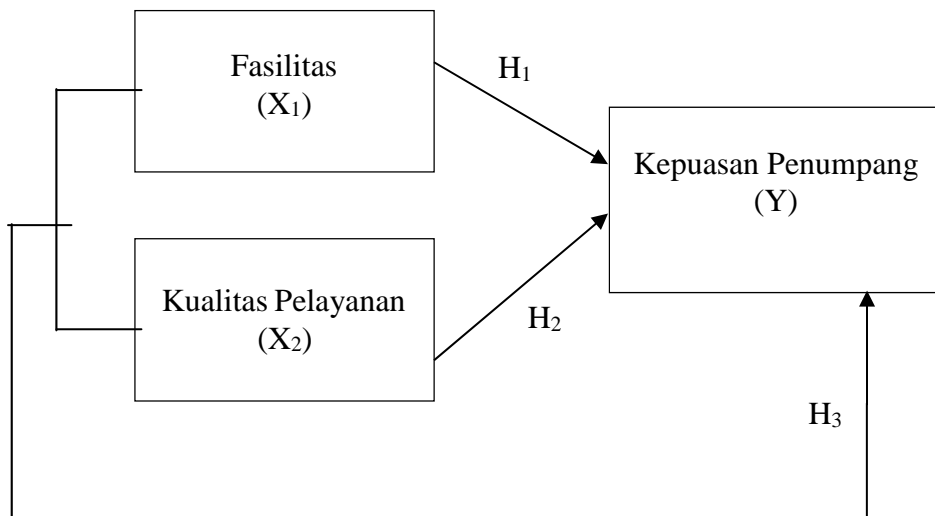 Fasilitas
(X₁)
H₁
Kepuasan Penumpang
(Y)
Kualitas Pelayanan
(X₂)
H₂
H₃